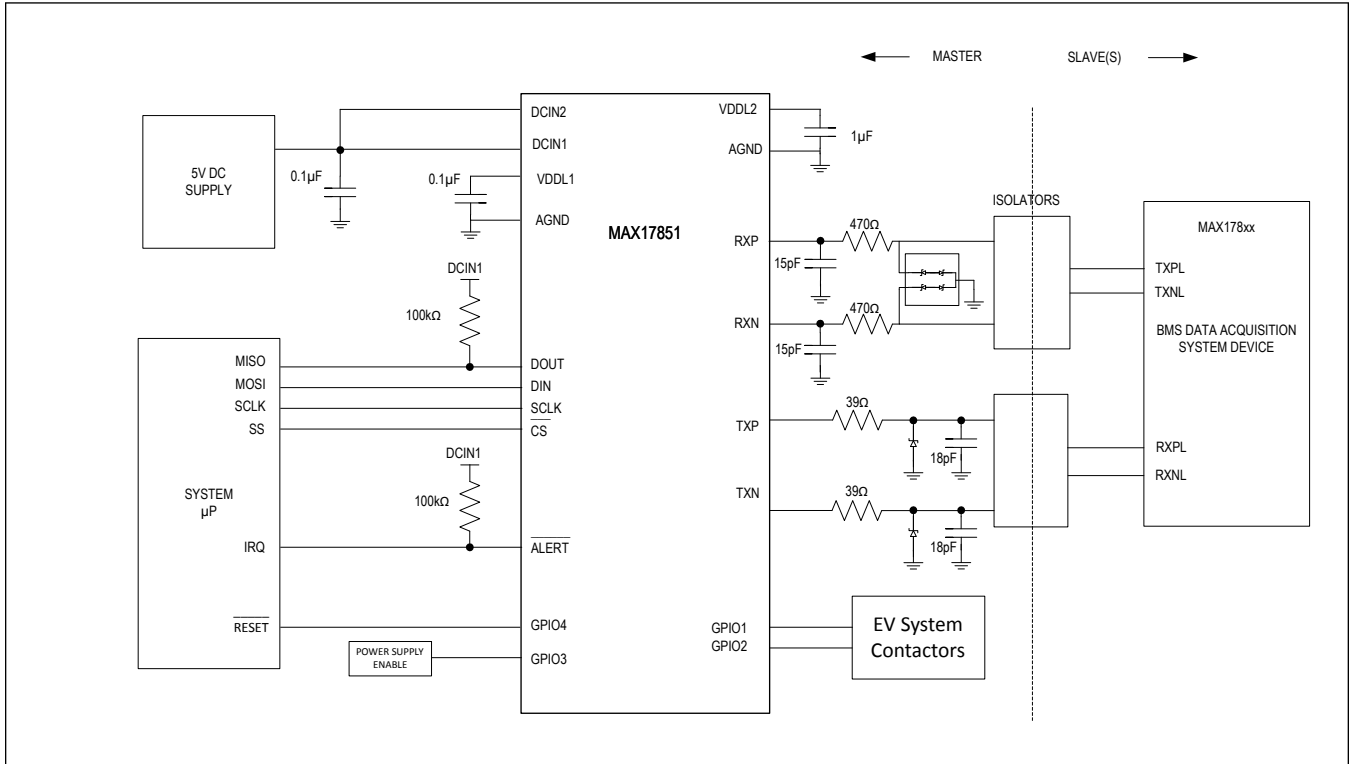 MASTER
SLAVE(S)
5V DC
SUPPLY
0.1µF
0.1µF
DCIN2
DCIN1
VDDL1
AGND
MAX17851
VDDL2
AGND
1µF
ISOLATORS
RXP
470Ω
15pF
RXN
470Ω
15pF
MAX178xx
TXPL
TXNL
BMS DATA ACQUISITION
SYSTEM DEVICE
RXPL
RXNL
DCIN1
100kΩ
MISO
MOSI
SCLK
SS
DOUT
DIN
SCLK
CS
TXP
39Ω
18pF
TXN
39Ω
18pF
DCIN1
100kΩ
SYSTEM
µP
IRQ
ALERT
RESET
GPIO4
POWER SUPPLY
ENABLE
GPIO3
GPIO1
GPIO2
EV System
Contactors